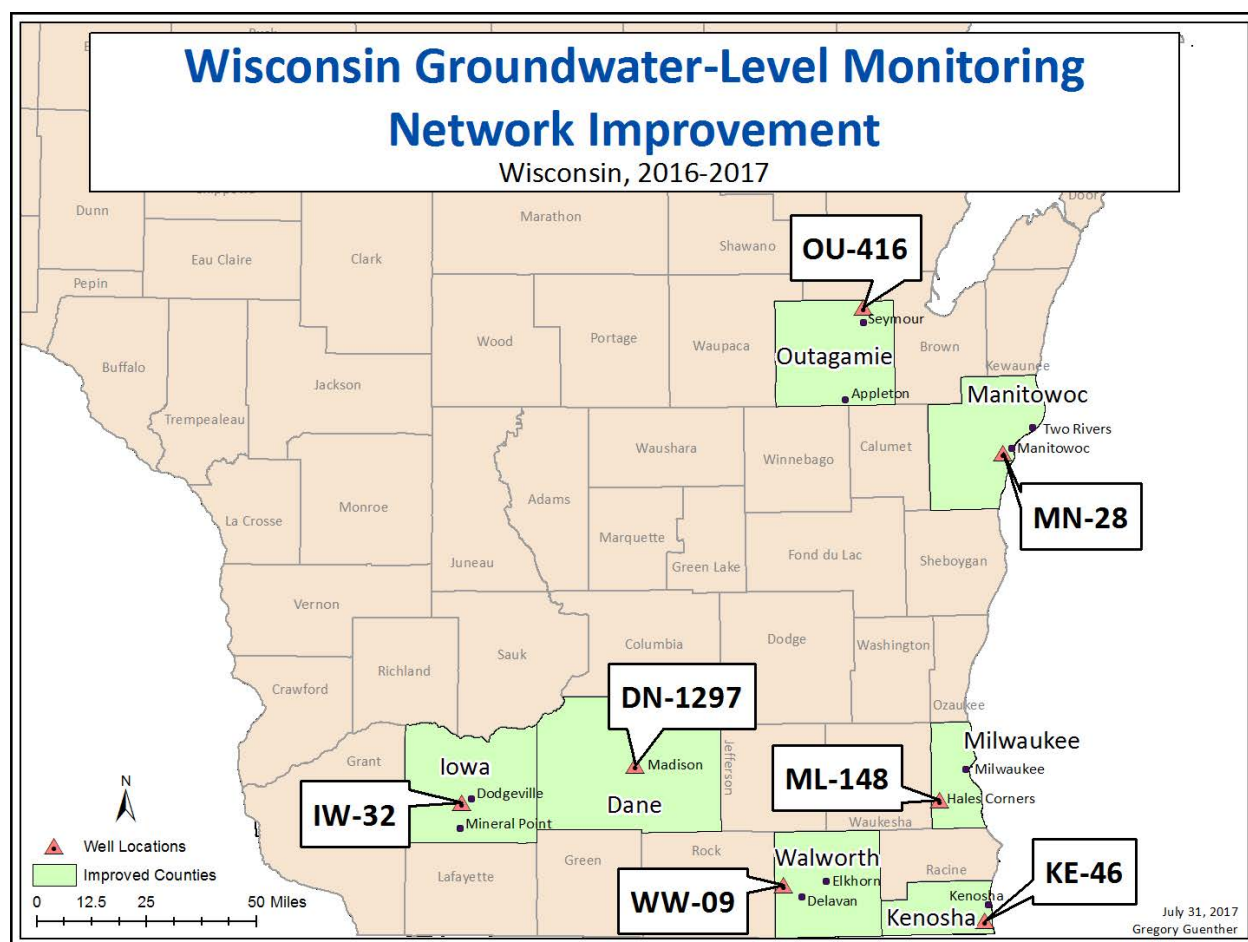 Wisconsin Groundwater-Level Monitoring
Network Improvement
Wisconsin, 2016-2017
Dunn
Marathon
Door
Shawano
OU-416
Eau Claire
Clark
Pepin
Seymour
Wood
Portage
Waupaca
Outagamie
Brown
Buffalo
Kewaunee
Jackson
Appleton
Manitowoc
Trempealeau
Two Rivers
Waushara
Winnebago
Calumet
Manitowoc
Adams
La Crosse
Monroe
MN-28
Marquette
Juneau
Green Lake
Fond du Lac
Sheboygan
Vernon
Columbia
Dodge
Washington
Sauk
Richland
Crawford
DN-1297
Ozaukee
Grant
Iowa
Madison
Jefferson
Milwaukee
Milwaukee
N
Dodgeville
ML-148
Hales Corners
IW-32
Dane
Mineral Point
Waukesha
Well Locations
Green
Rock
Walworth
Racine
KE-46
Improved Counties
Lafayette
WW-09
Elkhorn
Delavan
Kenosha
Kenosha
0 12.5 25 50 Miles
July 31, 2017
Gregory Guenther